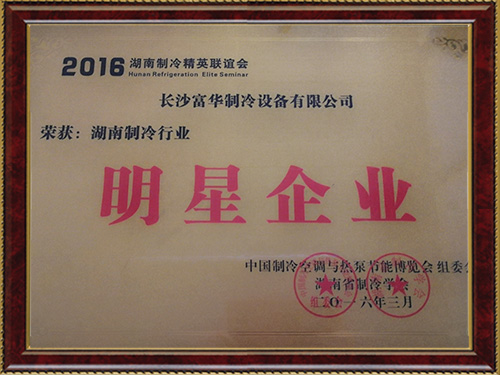 2016 湖南制冷精英联谊会
Hunan Refrigeration Elite Seminar
长沙富华制冷设备有限公司
荣获：湖南制冷行业
明星企业
中国制冷空调与热泵节能博览会 组委会
湖南省制冷学会
二〇一六年三月